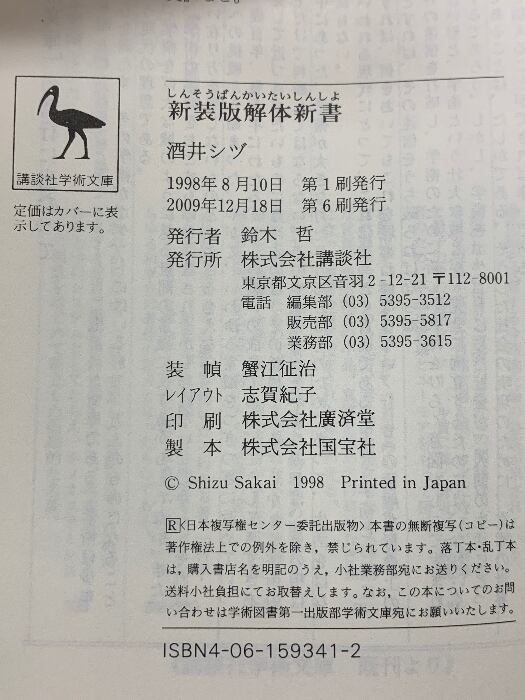 しんそうばんかいたいしんしよ
新装版解体新書
酒井シヅ
1998年8月10日　第1刷発行
2009年12月18日　第6刷発行
発行者　鈴木　哲
発行所　株式会社講談社
東京都文京区音羽2-12-21 〒112-8001
電話　編集部 (03) 5395-3512
販売部 (03) 5395-5817
業務部 (03) 5395-3615
装　幀　蟹江征治
レイアウト　志賀紀子
印　刷　株式会社廣済堂
製　本　株式会社国宝社
© Shizu Sakai　1998　Printed in Japan
R〈日本複写権センター委託出版物〉本書の無断複写(コピー)は
著作権法上での例外を除き，禁じられています。落丁本・乱丁本
は，購入書店名を明記のうえ，小社業務部宛にお送りください。
送料小社負担にてお取替えします。なお，この本についてのお問
い合わせは学術図書第一出版部学術文庫宛にお願いいたします。
ISBN4-06-159341-2
講談社学術文庫
定価はカバーに表
示してあります。